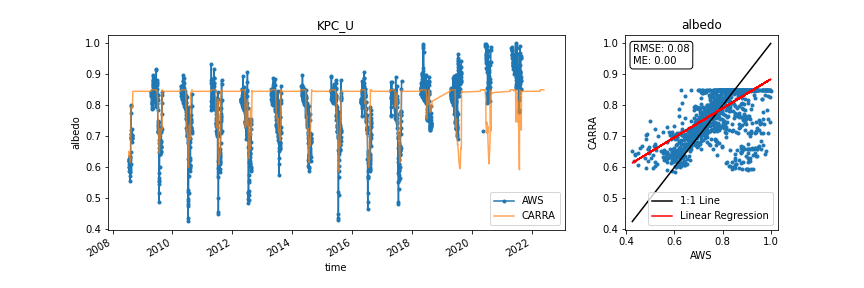 KPC_U
albedo
1.0
0.9
0.8
0.7
0.6
0.5
0.4
albedo
2008
2010
2012
2014
2016
2018
2020
2022
time
AWS
CARRA
albedo
RMSE: 0.08
ME: 0.00
1.0
0.9
0.8
0.7
0.6
0.5
0.4
CARRA
1:1 Line
Linear Regression
0.4
0.6
0.8
1.0
AWS